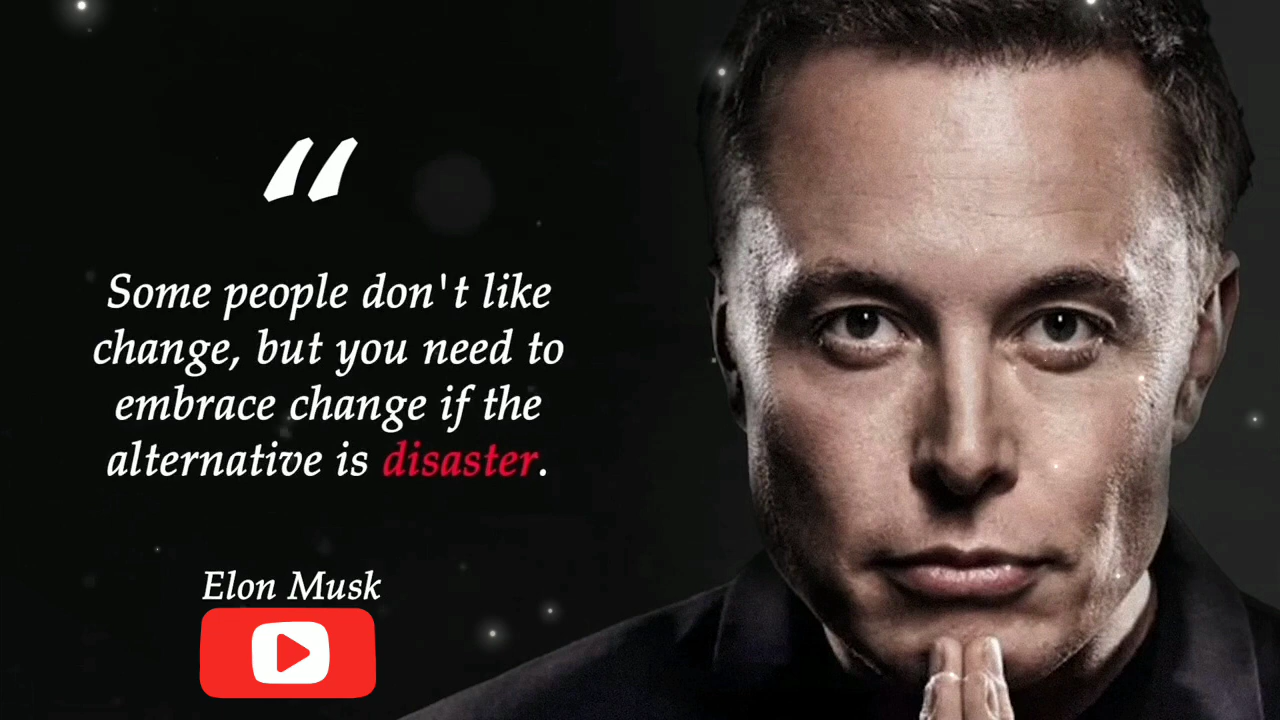 “
Some people don't like
change, but you need to
embrace change if the
alternative is disaster.
Elon Musk